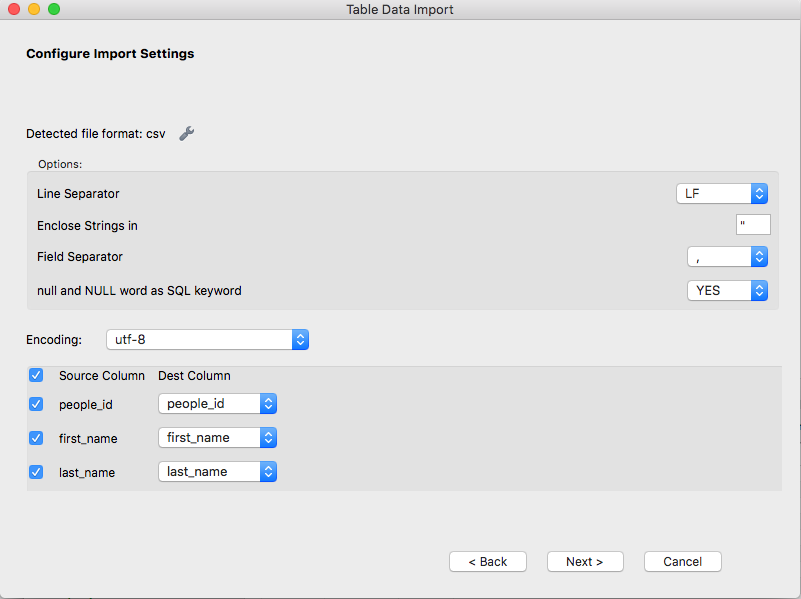 Table Data Import
Configure Import Settings
Detected file format: csv
Options:
Line Separator LF
Enclose Strings in "
Field Separator ,
null and NULL word as SQL keyword YES
Encoding: utf-8
Source Column Dest Column
people_id people_id
first_name first_name
last_name last_name
< Back Next > Cancel